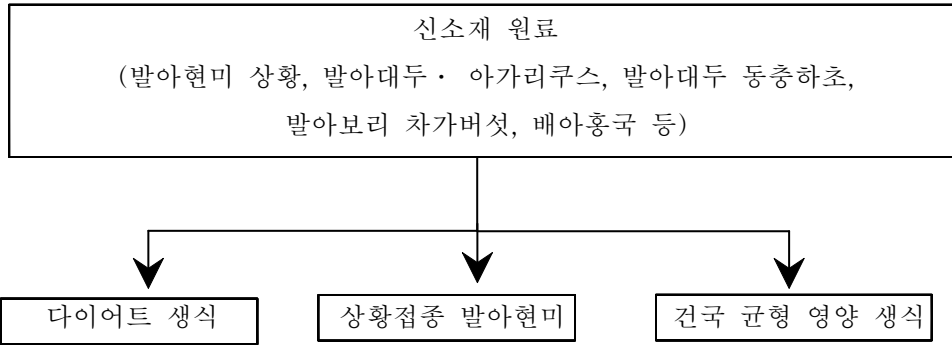 신소재 원료
(발아현미 상황, 발아대두· 아가리쿠스, 발아대두 동충하초,
발아보리 차가버섯, 배아홍국 등)
다이어트 생식
상황접종 발아현미
건국 균형 영양 생식